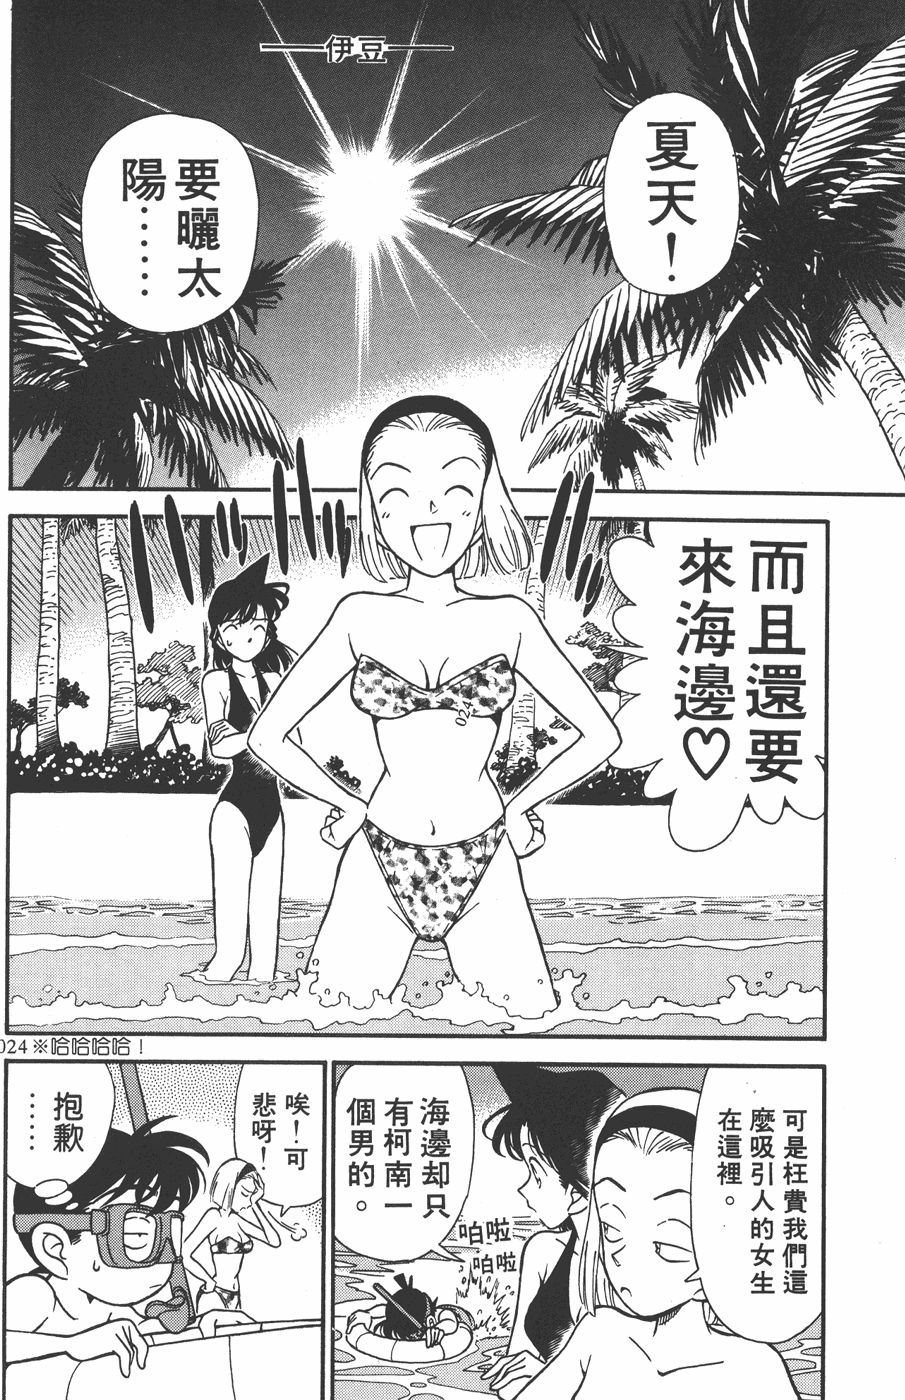 伊豆
夏天！
要曬太
陽……
而且還要
來海邊♡
024
024※哈哈哈哈！
可是枉費我們這
麼吸引人的女生
在這裡。
海邊却只
有柯南一
個男的。
啪啦
啪啦
唉！可
悲呀！
抱歉
……